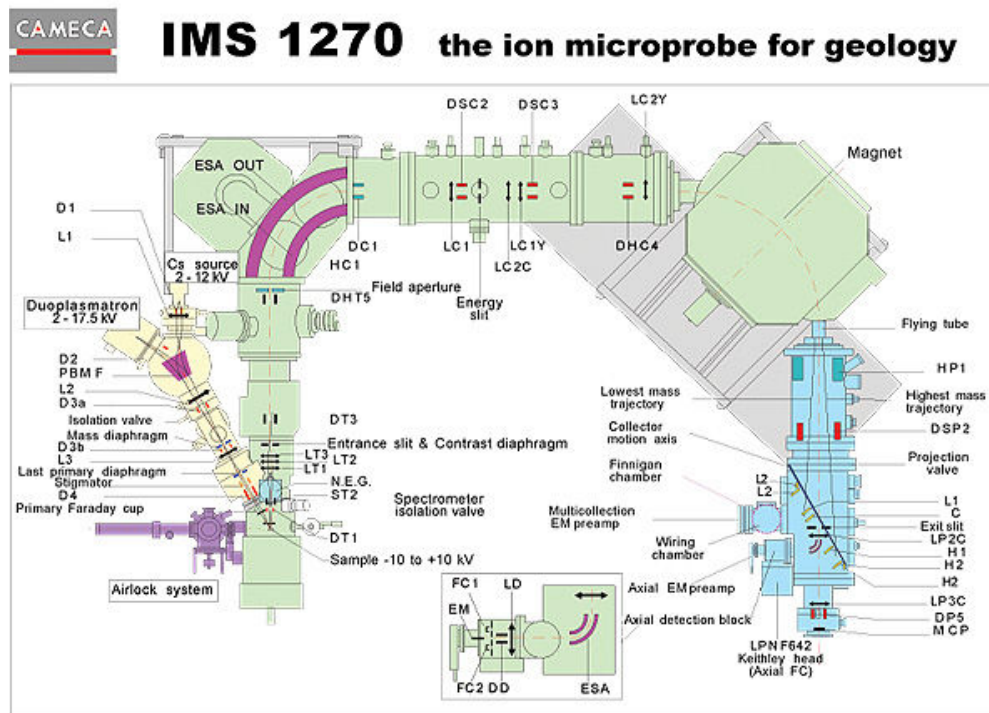 CAMECA
IMS 1270 the ion microprobe for geology
DSC2
DSC3
LC2Y
Magnet
ESA OUT
ESA IN
D1
L1
Cs source
2 - 12 kV
DC1
HC1
LC1
LC1Y
LC2C
DHC4
Duoplasmatron
2 - 17.5 kV
DHT5
Field aperture
Energy
slit
Flying tube
D2
PBMF
L2
D3a
Isolation valve
Mass diaphragm
D3b
L3
Last primary diaphragm
Stigmator
D4
Primary Faraday cup
DT3
Entrance slit & Contrast diaphragm
LT3
LT2
LT1
N.E.G.
ST2
Spectrometer
isolation valve
DT1
Sample -10 to +10 kV
Airlock system
Lowest mass
trajectory
Collector
motion axis
Finnigan
chamber
L2
L2
Multicollection
EM preamp
Wiring
chamber
Axial EM preamp
Axial detection block
HP1
Highest mass
trajectory
DSP2
Projection
valve
L1
C
Exit slit
LP2C
H1
H2
H2
LP3C
DP5
MCP
LPN F642
Keithley head
(Axial FC)
FC1
LD
EM
FC2 DD
ESA